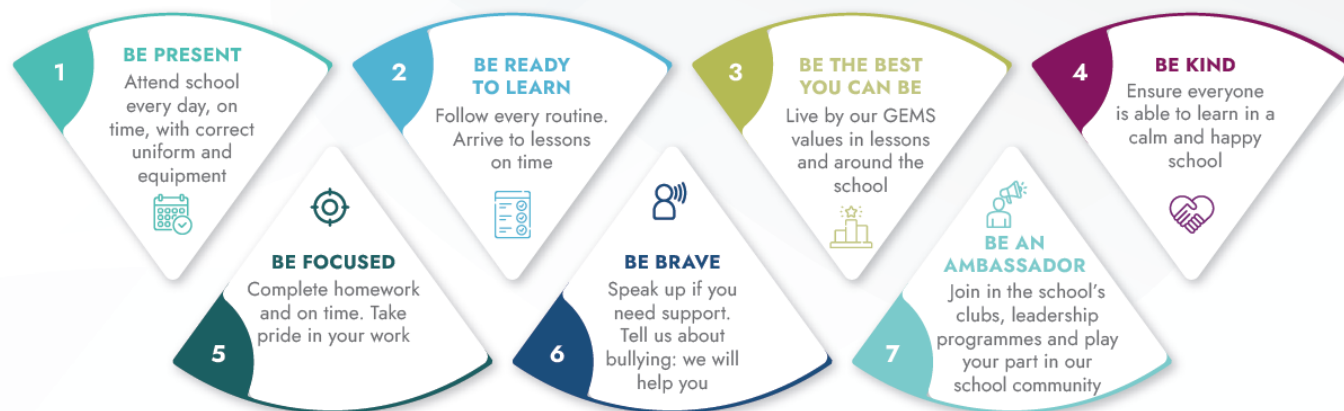 1
BE PRESENT
Attend school
every day, on
time, with correct
uniform and
equipment
2
BE READY
TO LEARN
Follow every routine.
Arrive to lessons
on time
3
BE THE BEST
YOU CAN BE
Live by our GEMS
values in lessons
and around the
school
4
BE KIND
Ensure everyone
is able to learn in a
calm and happy
school
5
BE FOCUSED
Complete homework
and on time. Take
pride in your work
6
BE BRAVE
Speak up if you
need support.
Tell us about
bullying: we will
help you
7
BE AN
AMBASSADOR
Join in the school's
clubs, leadership
programmes and play
your part in our
school community